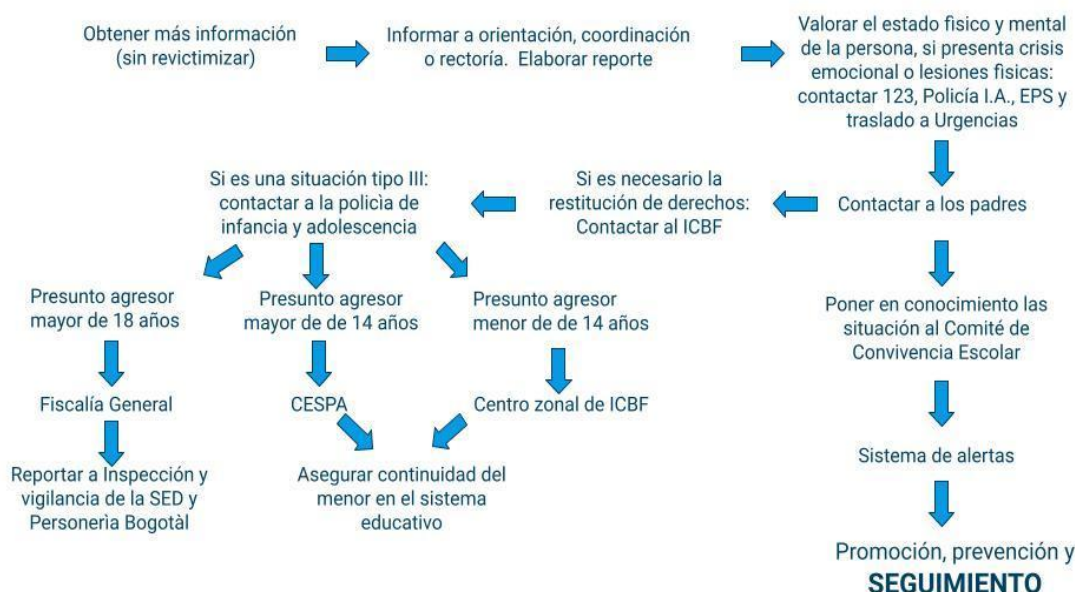 Obtener más información
(sin revictimizar)
Informar a orientación, coordinación
o rectoría. Elaborar reporte
Valorar el estado fisico y mental
de la persona, si presenta crisis
emocional o lesiones fisicas:
contactar 123, Policía I.A., EPS y
traslado a Urgencias
Si es una situación tipo III:
contactar a la policìa de
infancia y adolescencia
Si es necesario la
restitución de derechos:
Contactar al ICBF
Contactar a los padres
Presunto agresor
mayor de 18 años
Presunto agresor
mayor de de 14 años
Presunto agresor
menor de de 14 años
Poner en conocimiento las
situación al Comité de
Convivencia Escolar
Fiscalía General
CESPA
Centro zonal de ICBF
Sistema de alertas
Reportar a Inspección y
vigilancia de la SED y
Personerìa Bogotàl
Asegurar continuidad del
menor en el sistema
educativo
Promoción, prevención y
SEGUIMIENTO